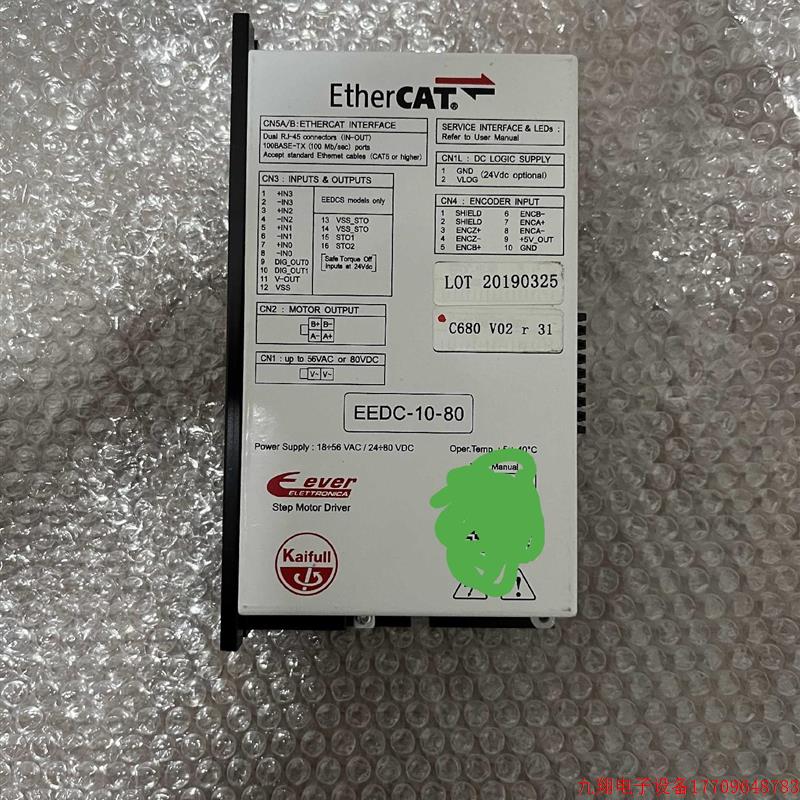 EtherCAT®
CN5A/B: ETHERCAT INTERFACE
Dual RJ-45 connectors (IN-OUT)
100BASE-TX (100 Mb/sec) ports
Accept standard Ethernet cables (CAT5 or higher)
SERVICE INTERFACE & LEDs :
Refer to User Manual
CN1L : DC LOGIC SUPPLY
1 GND
2 VLOG
(24Vdc optional)
CN3 : INPUTS & OUTPUTS
1 +IN3
2 -IN3
3 +IN2
4 -IN2
5 +IN1
6 -IN1
7 +IN0
8 -IN0
9 DIG_OUT0
10 DIG_OUT1
11 V-OUT
12 VSS
EEDCS models only
13 VSS_STO
14 VSS_STO
15 STO1
16 STO2
Safe Torque Off
inputs at 24Vdc
CN4 : ENCODER INPUT
1 SHIELD 6 ENCB-
2 SHIELD 7 ENCA+
3 ENCZ+ 8 ENCA-
4 ENCZ- 9 +5V_OUT
5 ENCB+ 10 GND
LOT 20190325
C680 V02 r 31
CN2 : MOTOR OUTPUT
B+ B-
A- A+
CN1 : up to 56VAC or 80VDC
V~ V~
EEDC-10-80
Power Supply : 18÷56 VAC / 24÷80 VDC
Oper.Temp. 5÷40°C
Manual
ever
ELETTRONICA
Step Motor Driver
Kaifull
九翔电子设备17709648783